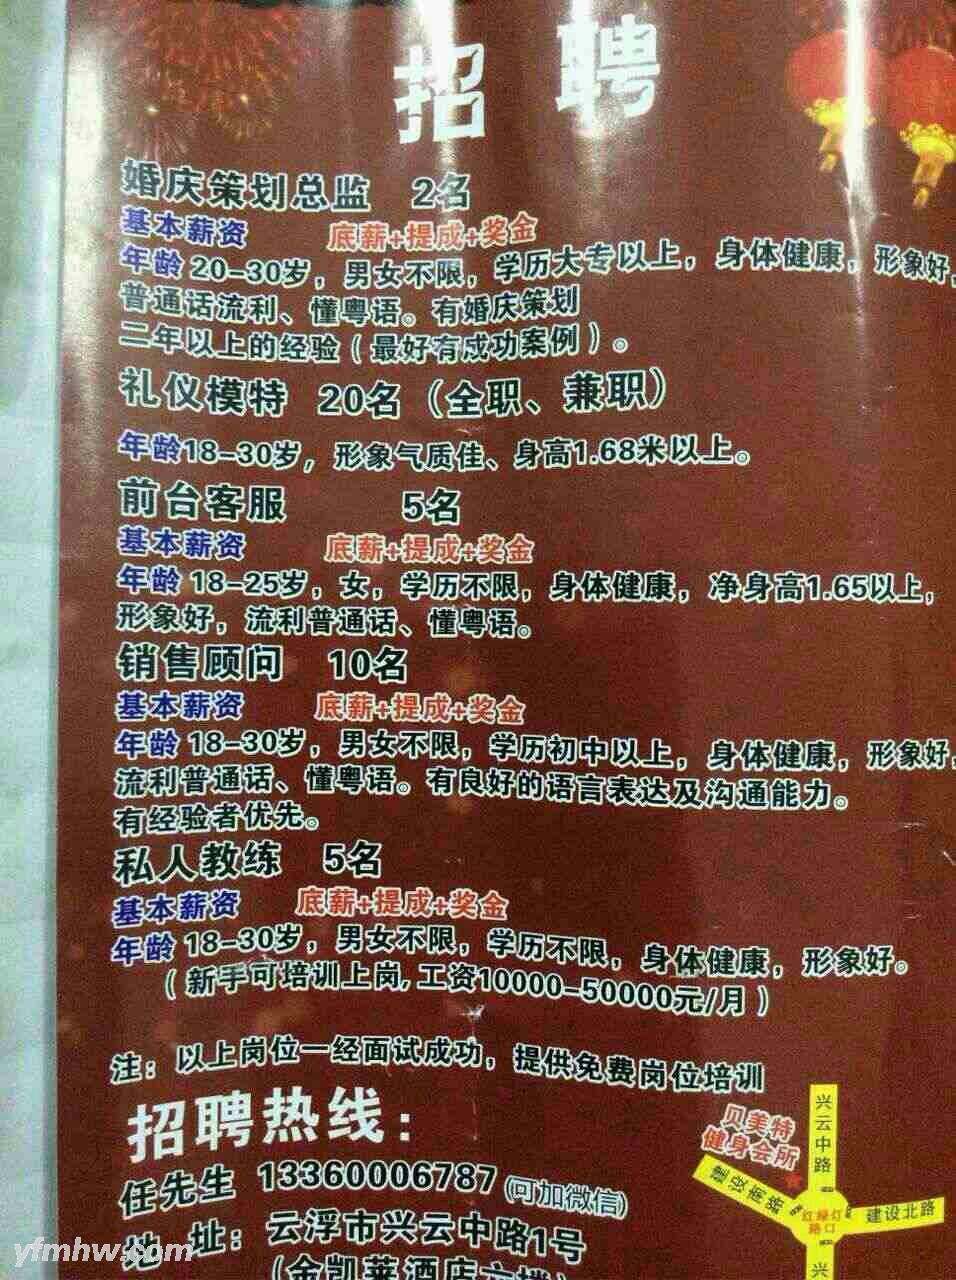 招聘
婚庆策划总监 2名
基本薪资 底薪+提成+奖金
年龄 20-30岁，男女不限，学历大专以上，身体健康，形象好，
普通话流利、懂粤语。有婚庆策划
二年以上的经验（最好有成功案例）。
礼仪模特 20名（全职、兼职）
年龄18-30岁，形象气质佳、身高1.68米以上。
前台客服 5名
基本薪资 底薪+提成+奖金
年龄 18-25岁，女，学历不限，身体健康，净身高1.65以上，
形象好，流利普通话、懂粤语。
销售顾问 10名
基本薪资 底薪+提成+奖金
年龄 18-30岁，男女不限，学历初中以上，身体健康，形象好，
流利普通话、懂粤语。有良好的语言表达及沟通能力。
有经验者优先。
私人教练 5名
基本薪资 底薪+提成+奖金
年龄 18-30岁，男女不限，学历不限，身体健康，形象好。
（新手可培训上岗,工资10000-50000元/月）
注：以上岗位一经面试成功，提供免费岗位培训
招聘热线：
任先生 13360006787(可加微信)
地 址：云浮市兴云中路1号
(金凯莱酒店六楼)
贝美特
健身会所
兴云中路
建设南路
红绿灯
路口
建设北路
兴
yfmhw.com